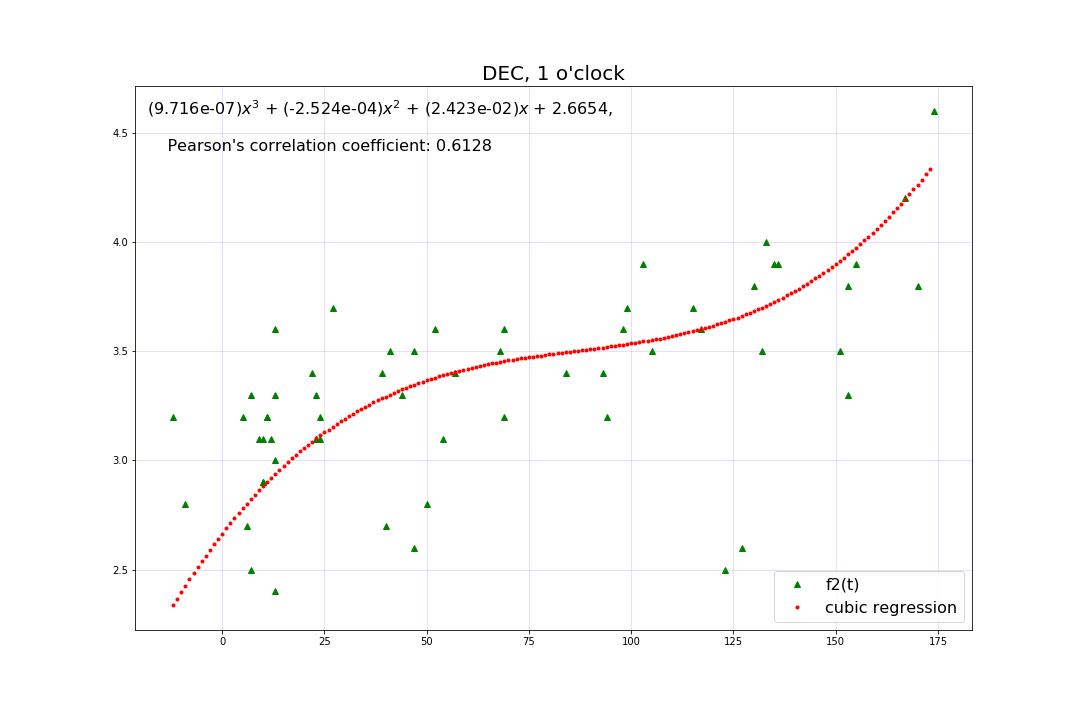 DEC, 1 o'clock
(9.716e-07)x³ + (-2.524e-04)x² + (2.423e-02)x + 2.6654,
Pearson's correlation coefficient: 0.6128
4.5
4.0
3.5
3.0
2.5
f2(t)
cubic regression
0 25 50 75 100 125 150 175